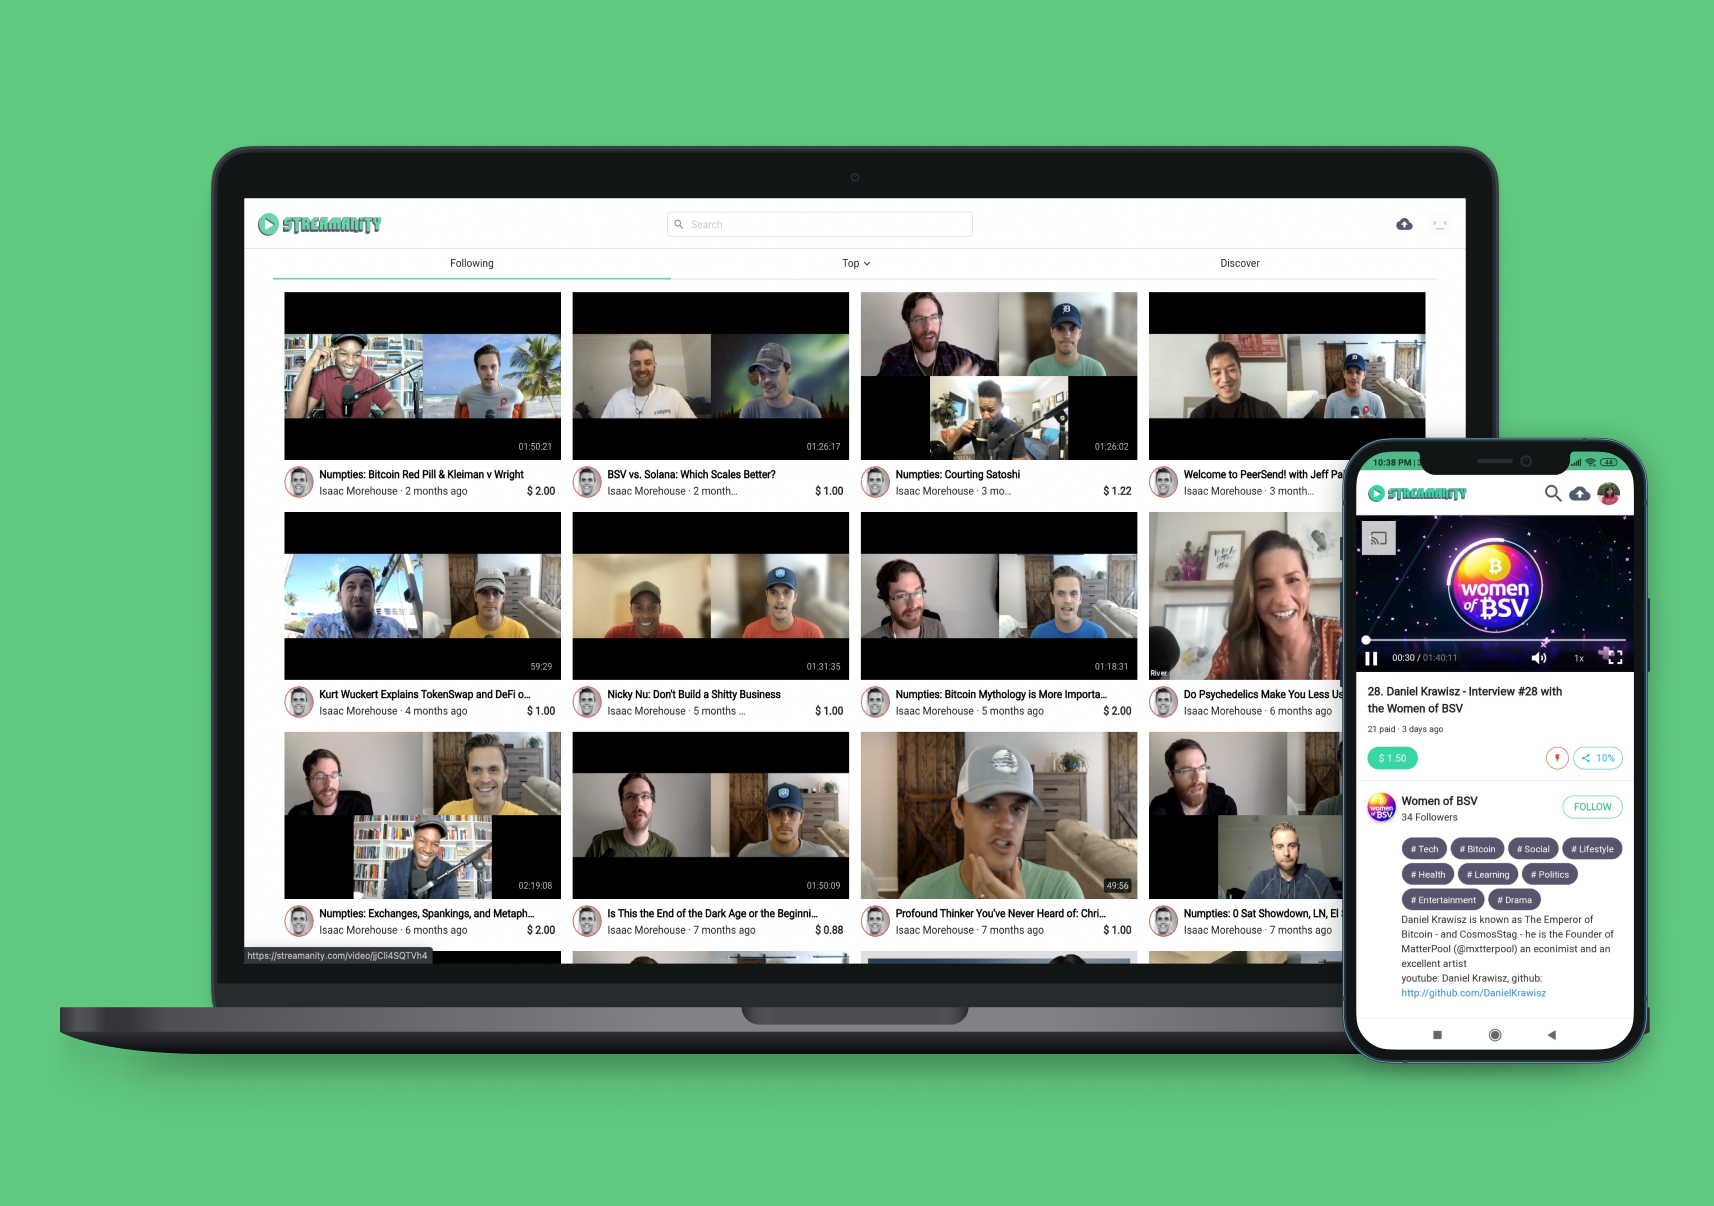 STREAMANITY
Search
Following
Top
Discover
01:50:21
01:26:17
01:26:02
Numpties: Bitcoin Red Pill & Kleiman v Wright
Isaac Morehouse · 2 months ago $ 2.00
BSV vs. Solana: Which Scales Better?
Isaac Morehouse · 2 month... $ 1.00
Numpties: Courting Satoshi
Isaac Morehouse · 3 mo... $ 1.22
Welcome to PeerSend! with Jeff Pa
Isaac Morehouse · 3 month...
59:29
01:31:35
01:18:31
River
Kurt Wuckert Explains TokenSwap and DeFi o...
Isaac Morehouse · 4 months ago $ 1.00
Nicky Nu: Don't Build a Shitty Business
Isaac Morehouse · 5 months ... $ 1.00
Numpties: Bitcoin Mythology is More Importa...
Isaac Morehouse · 5 months ago $ 2.00
Do Psychedelics Make You Less Us
Isaac Morehouse · 6 months ago
02:19:08
01:50:09
49:56
Numpties: Exchanges, Spankings, and Metaph...
Isaac Morehouse · 6 months ago $ 2.00
Is This the End of the Dark Age or the Beginni...
Isaac Morehouse · 7 months ago $ 0.88
Profound Thinker You've Never Heard of: Chri...
Isaac Morehouse · 7 months ago $ 1.00
Numpties: 0 Sat Showdown, LN, El
Isaac Morehouse · 7 months ago
https://streamanity.com/video/jjCli4SQTVh4
10:38 PM
44
STREAMANITY
women
of BSV
00:30 / 01:40:11
1x
28. Daniel Krawisz - Interview #28 with
the Women of BSV
21 paid · 3 days ago
$ 1.50
10%
women
of BSV
Women of BSV
34 Followers
FOLLOW
# Tech # Bitcoin # Social # Lifestyle
# Health # Learning # Politics
# Entertainment # Drama
Daniel Krawisz is known as The Emperor of
Bitcoin - and CosmosStag - he is the Founder of
MatterPool (@mxtterpool) an econimist and an
excellent artist
youtube: Daniel Krawisz, github:
http://github.com/DanielKrawisz